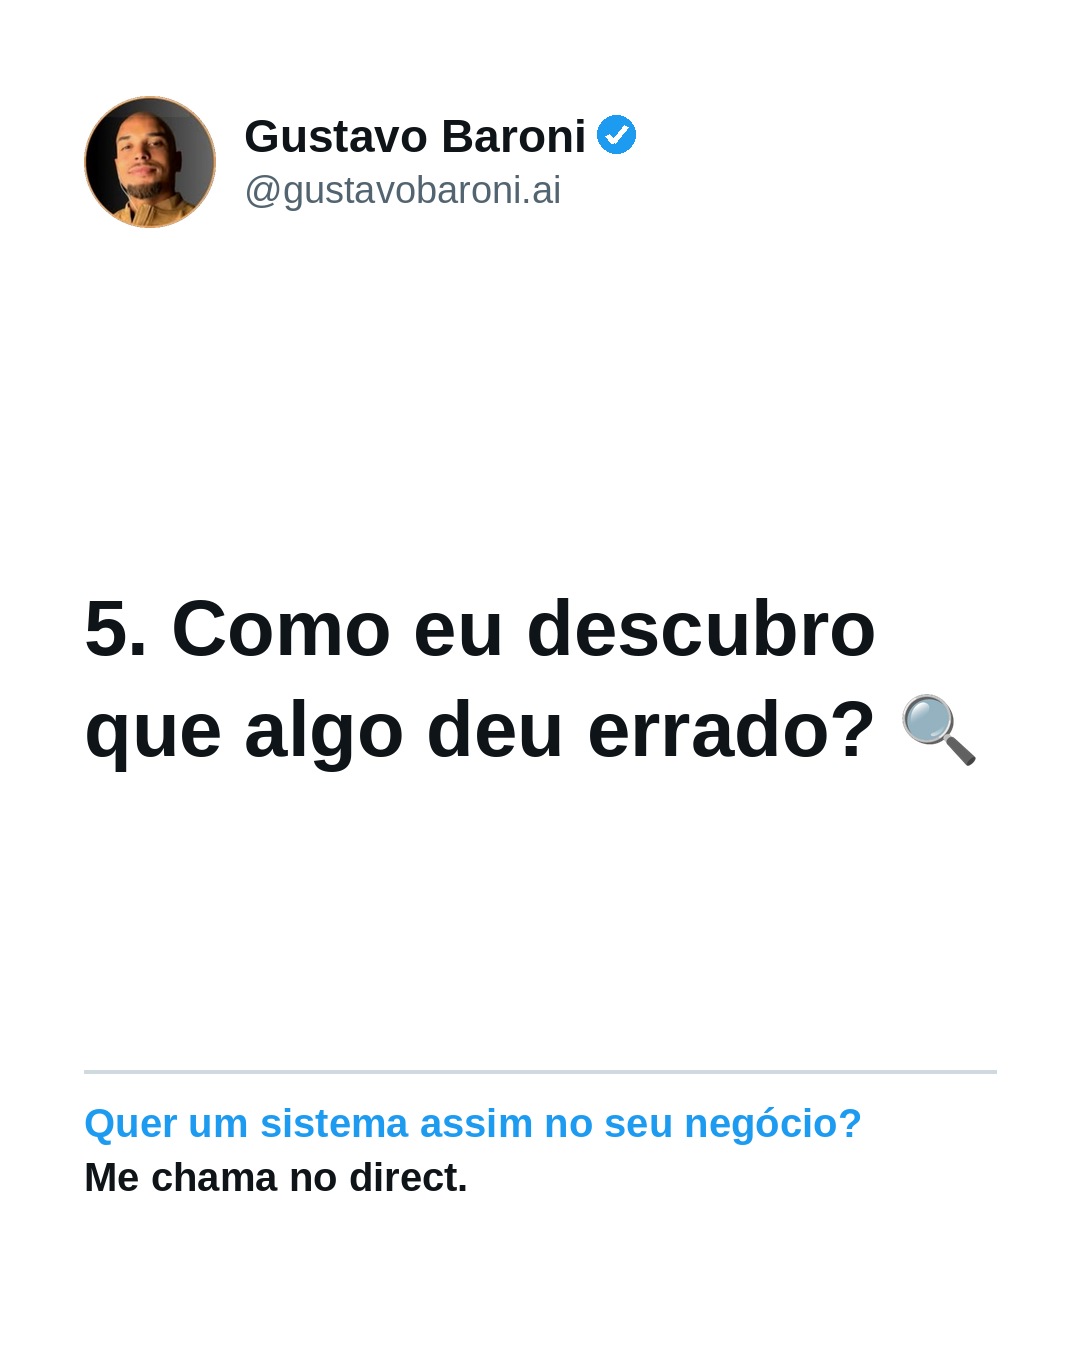 Gustavo Baroni
@gustavobaroni.ai
5. Como eu descubro
que algo deu errado? 🔍
Quer um sistema assim no seu negócio?
Me chama no direct.